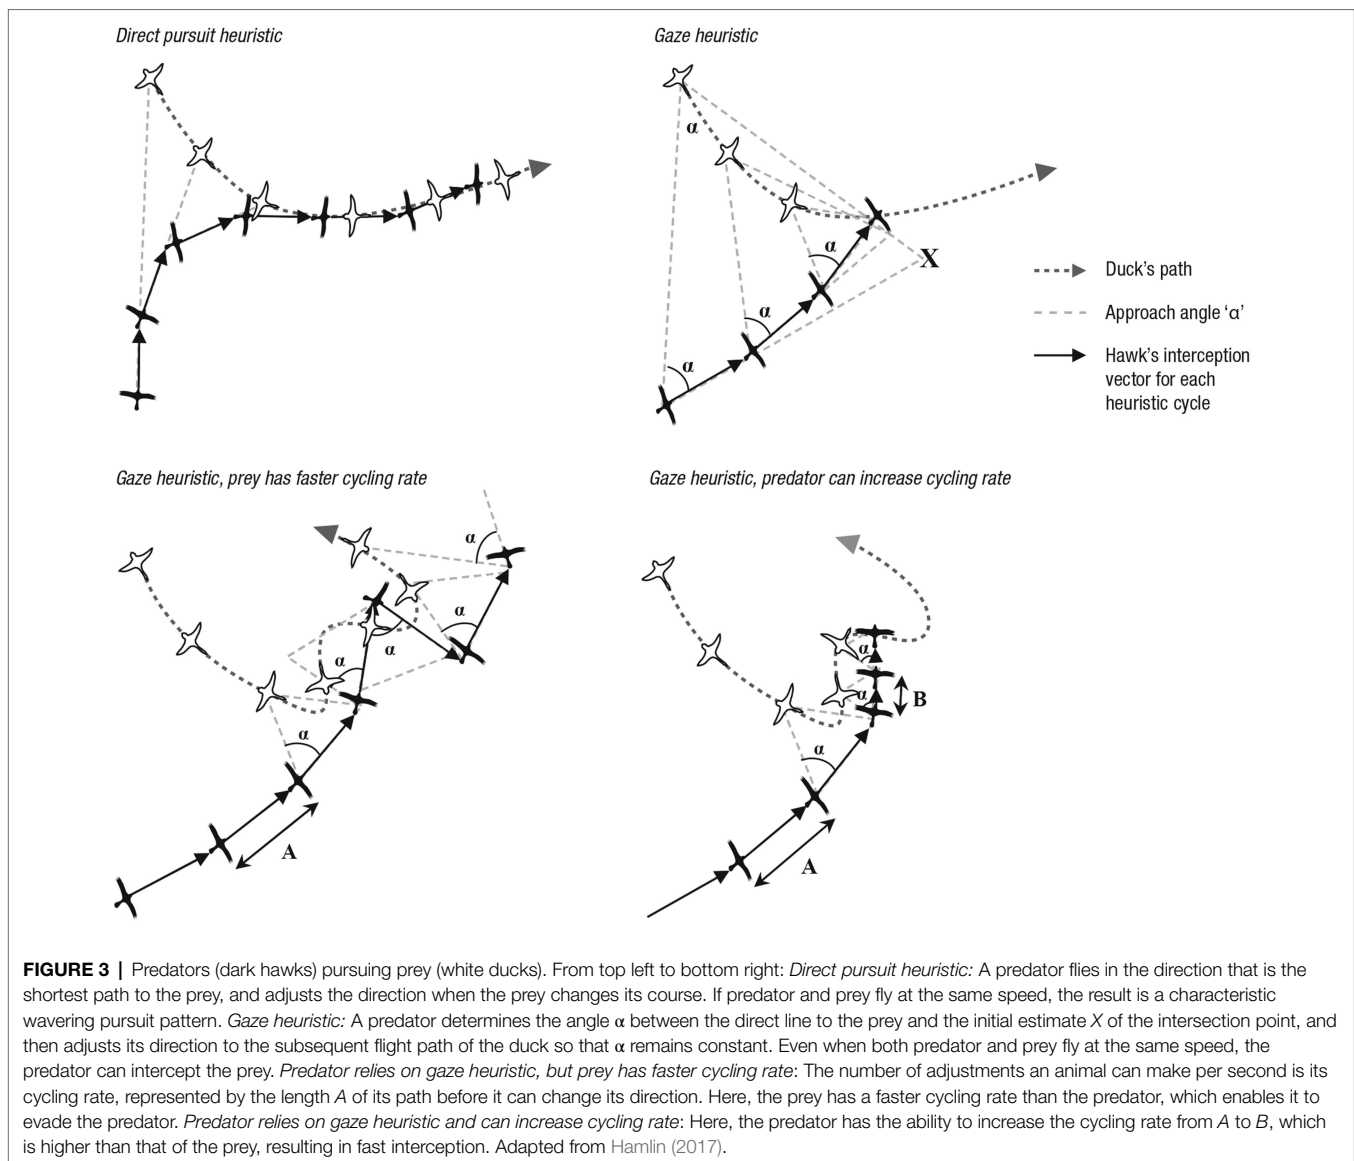 Direct pursuit heuristic
Gaze heuristic
α
α
α
α
X
Duck's path
Approach angle 'α'
Hawk's interception
vector for each
heuristic cycle
Gaze heuristic, prey has faster cycling rate
Gaze heuristic, predator can increase cycling rate
α
α
α
α
α
A
α
α
B
α
A
FIGURE 3 | Predators (dark hawks) pursuing prey (white ducks). From top left to bottom right: Direct pursuit heuristic: A predator flies in the direction that is the
shortest path to the prey, and adjusts the direction when the prey changes its course. If predator and prey fly at the same speed, the result is a characteristic
wavering pursuit pattern. Gaze heuristic: A predator determines the angle α between the direct line to the prey and the initial estimate X of the intersection point, and
then adjusts its direction to the subsequent flight path of the duck so that α remains constant. Even when both predator and prey fly at the same speed, the
predator can intercept the prey. Predator relies on gaze heuristic, but prey has faster cycling rate: The number of adjustments an animal can make per second is its
cycling rate, represented by the length A of its path before it can change its direction. Here, the prey has a faster cycling rate than the predator, which enables it to
evade the predator. Predator relies on gaze heuristic and can increase cycling rate: Here, the predator has the ability to increase the cycling rate from A to B, which
is higher than that of the prey, resulting in fast interception. Adapted from Hamlin (2017).